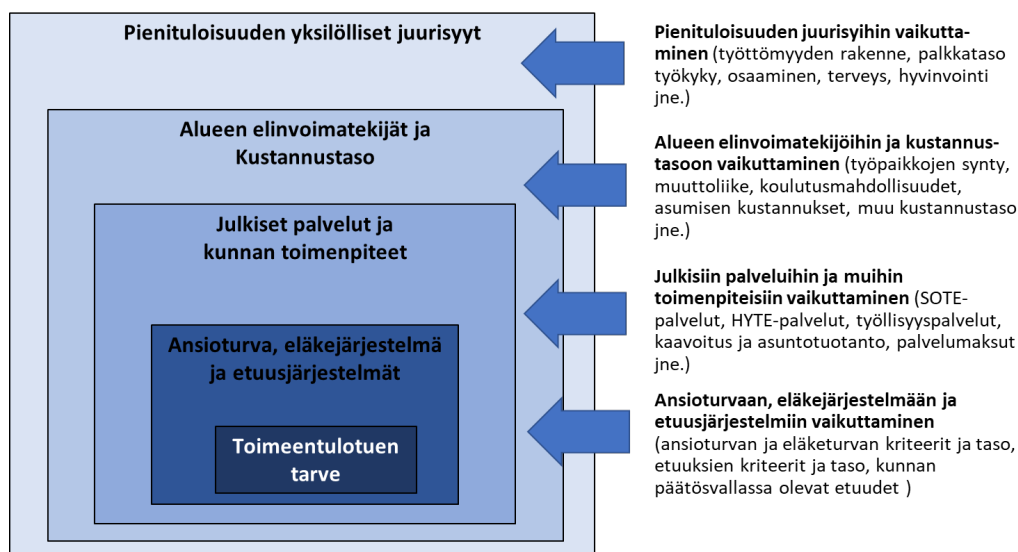 Pienituloisuuden yksilölliset juurisyyt
Alueen elinvoimatekijät ja
Kustannustaso
Julkiset palvelut ja
kunnan toimenpiteet
Ansioturva, eläkejärjestelmä
ja etuusjärjestelmät
Toimeentulotuen
tarve
Pienituloisuuden juurisyihin vaikutta-
minen (työttömyyden rakenne, palkkataso
työkyky, osaaminen, terveys, hyvinvointi
jne.)
Alueen elinvoimatekijöihin ja kustannus-
tasoon vaikuttaminen (työpaikkojen synty,
muuttoliike, koulutusmahdollisuudet,
asumisen kustannukset, muu kustannustaso
jne.)
Julkisiin palveluihin ja muihin
toimenpiteisiin vaikuttaminen (SOTE-
palvelut, HYTE-palvelut, työllisyyspalvelut,
kaavoitus ja asuntotuotanto, palvelumaksut
jne.)
Ansioturvaan, eläkejärjestelmään ja
etuusjärjestelmiin vaikuttaminen
(ansioturvan ja eläketurvan kriteerit ja taso,
etuuksien kriteerit ja taso, kunnan
päätösvallassa olevat etuudet )